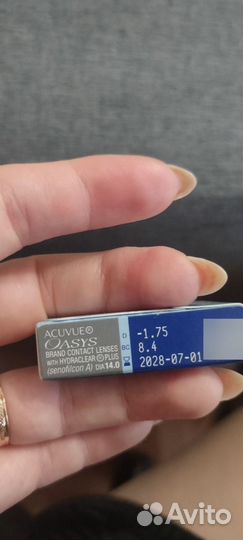 ACUVUE®
OASYS
BRAND CONTACT LENSES
WITH HYDRACLEAR® PLUS
(senofilcon A) DIA 14.0
D -1.75
BC 8.4
2028-07-01
Avito